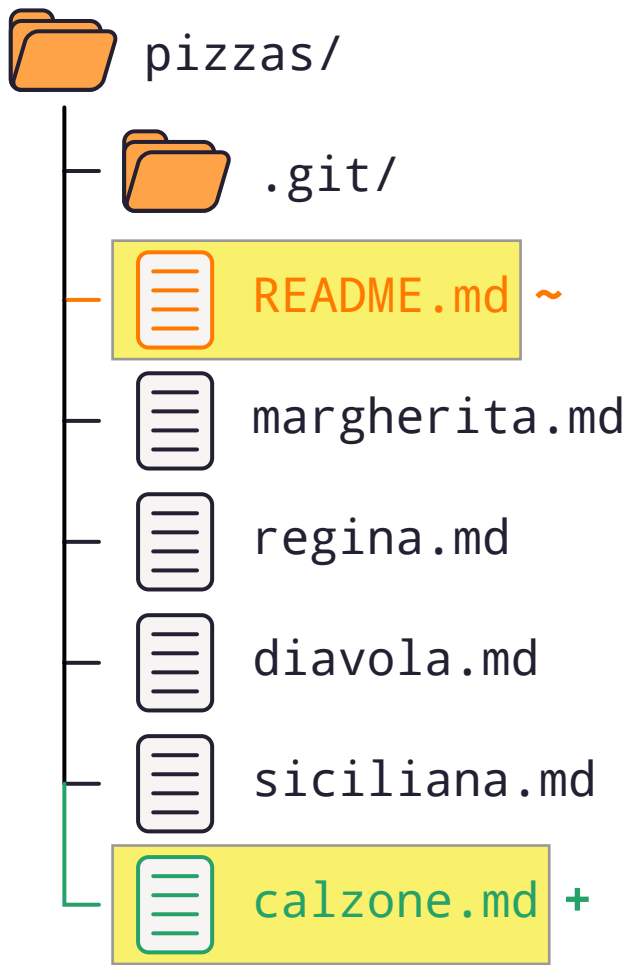 pizzas/
.git/
README.md ~
margherita.md
regina.md
diavola.md
siciliana.md
calzone.md +